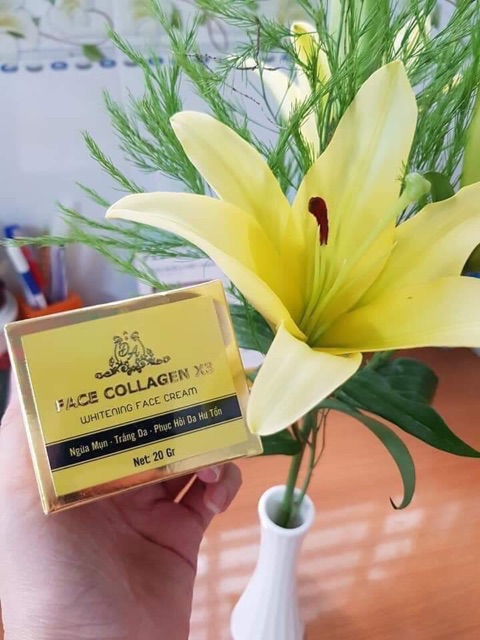 FACE COLLAGEN X3
WHITENING FACE CREAM
Ngừa Mụn - Trắng Da - Phục Hồi Da Hư Tổn
Net: 20 Gr